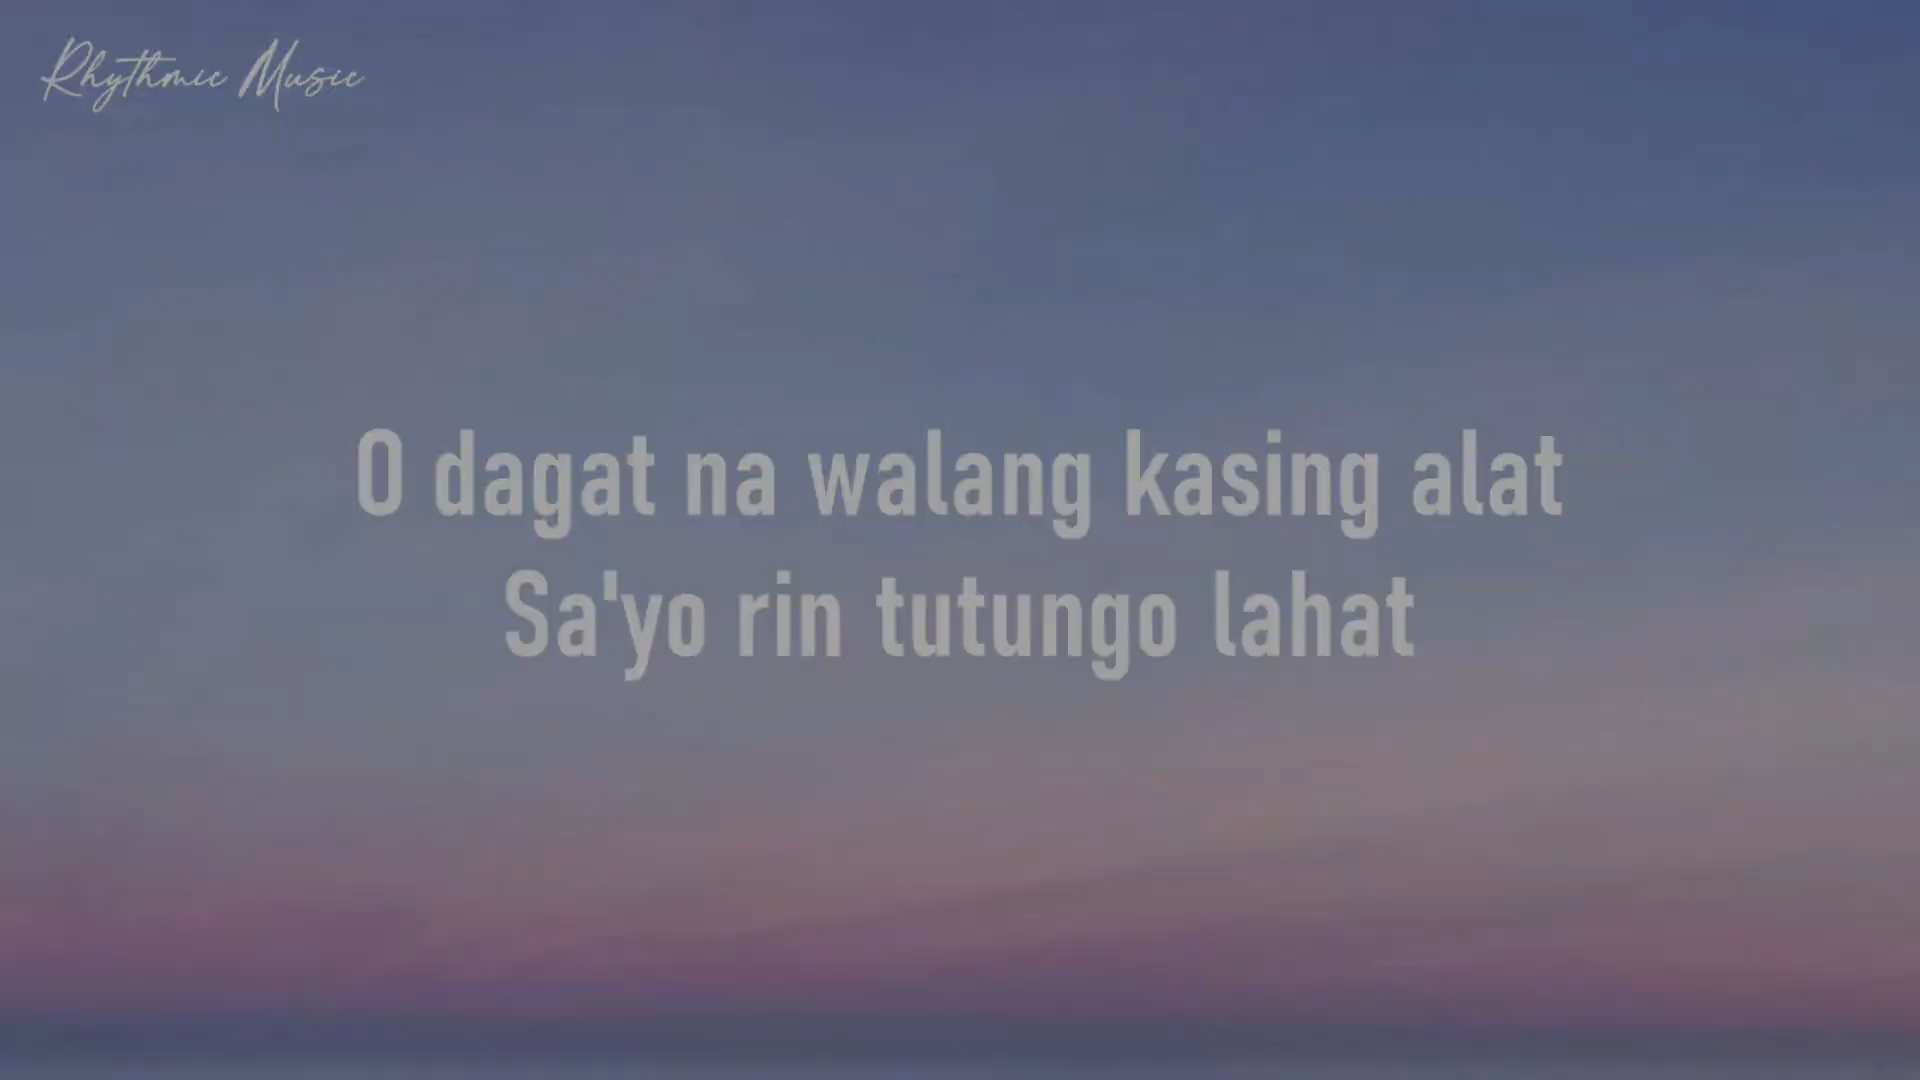 Rhythmic Music
O dagat na walang kasing alat
Sa'yo rin tutungo lahat